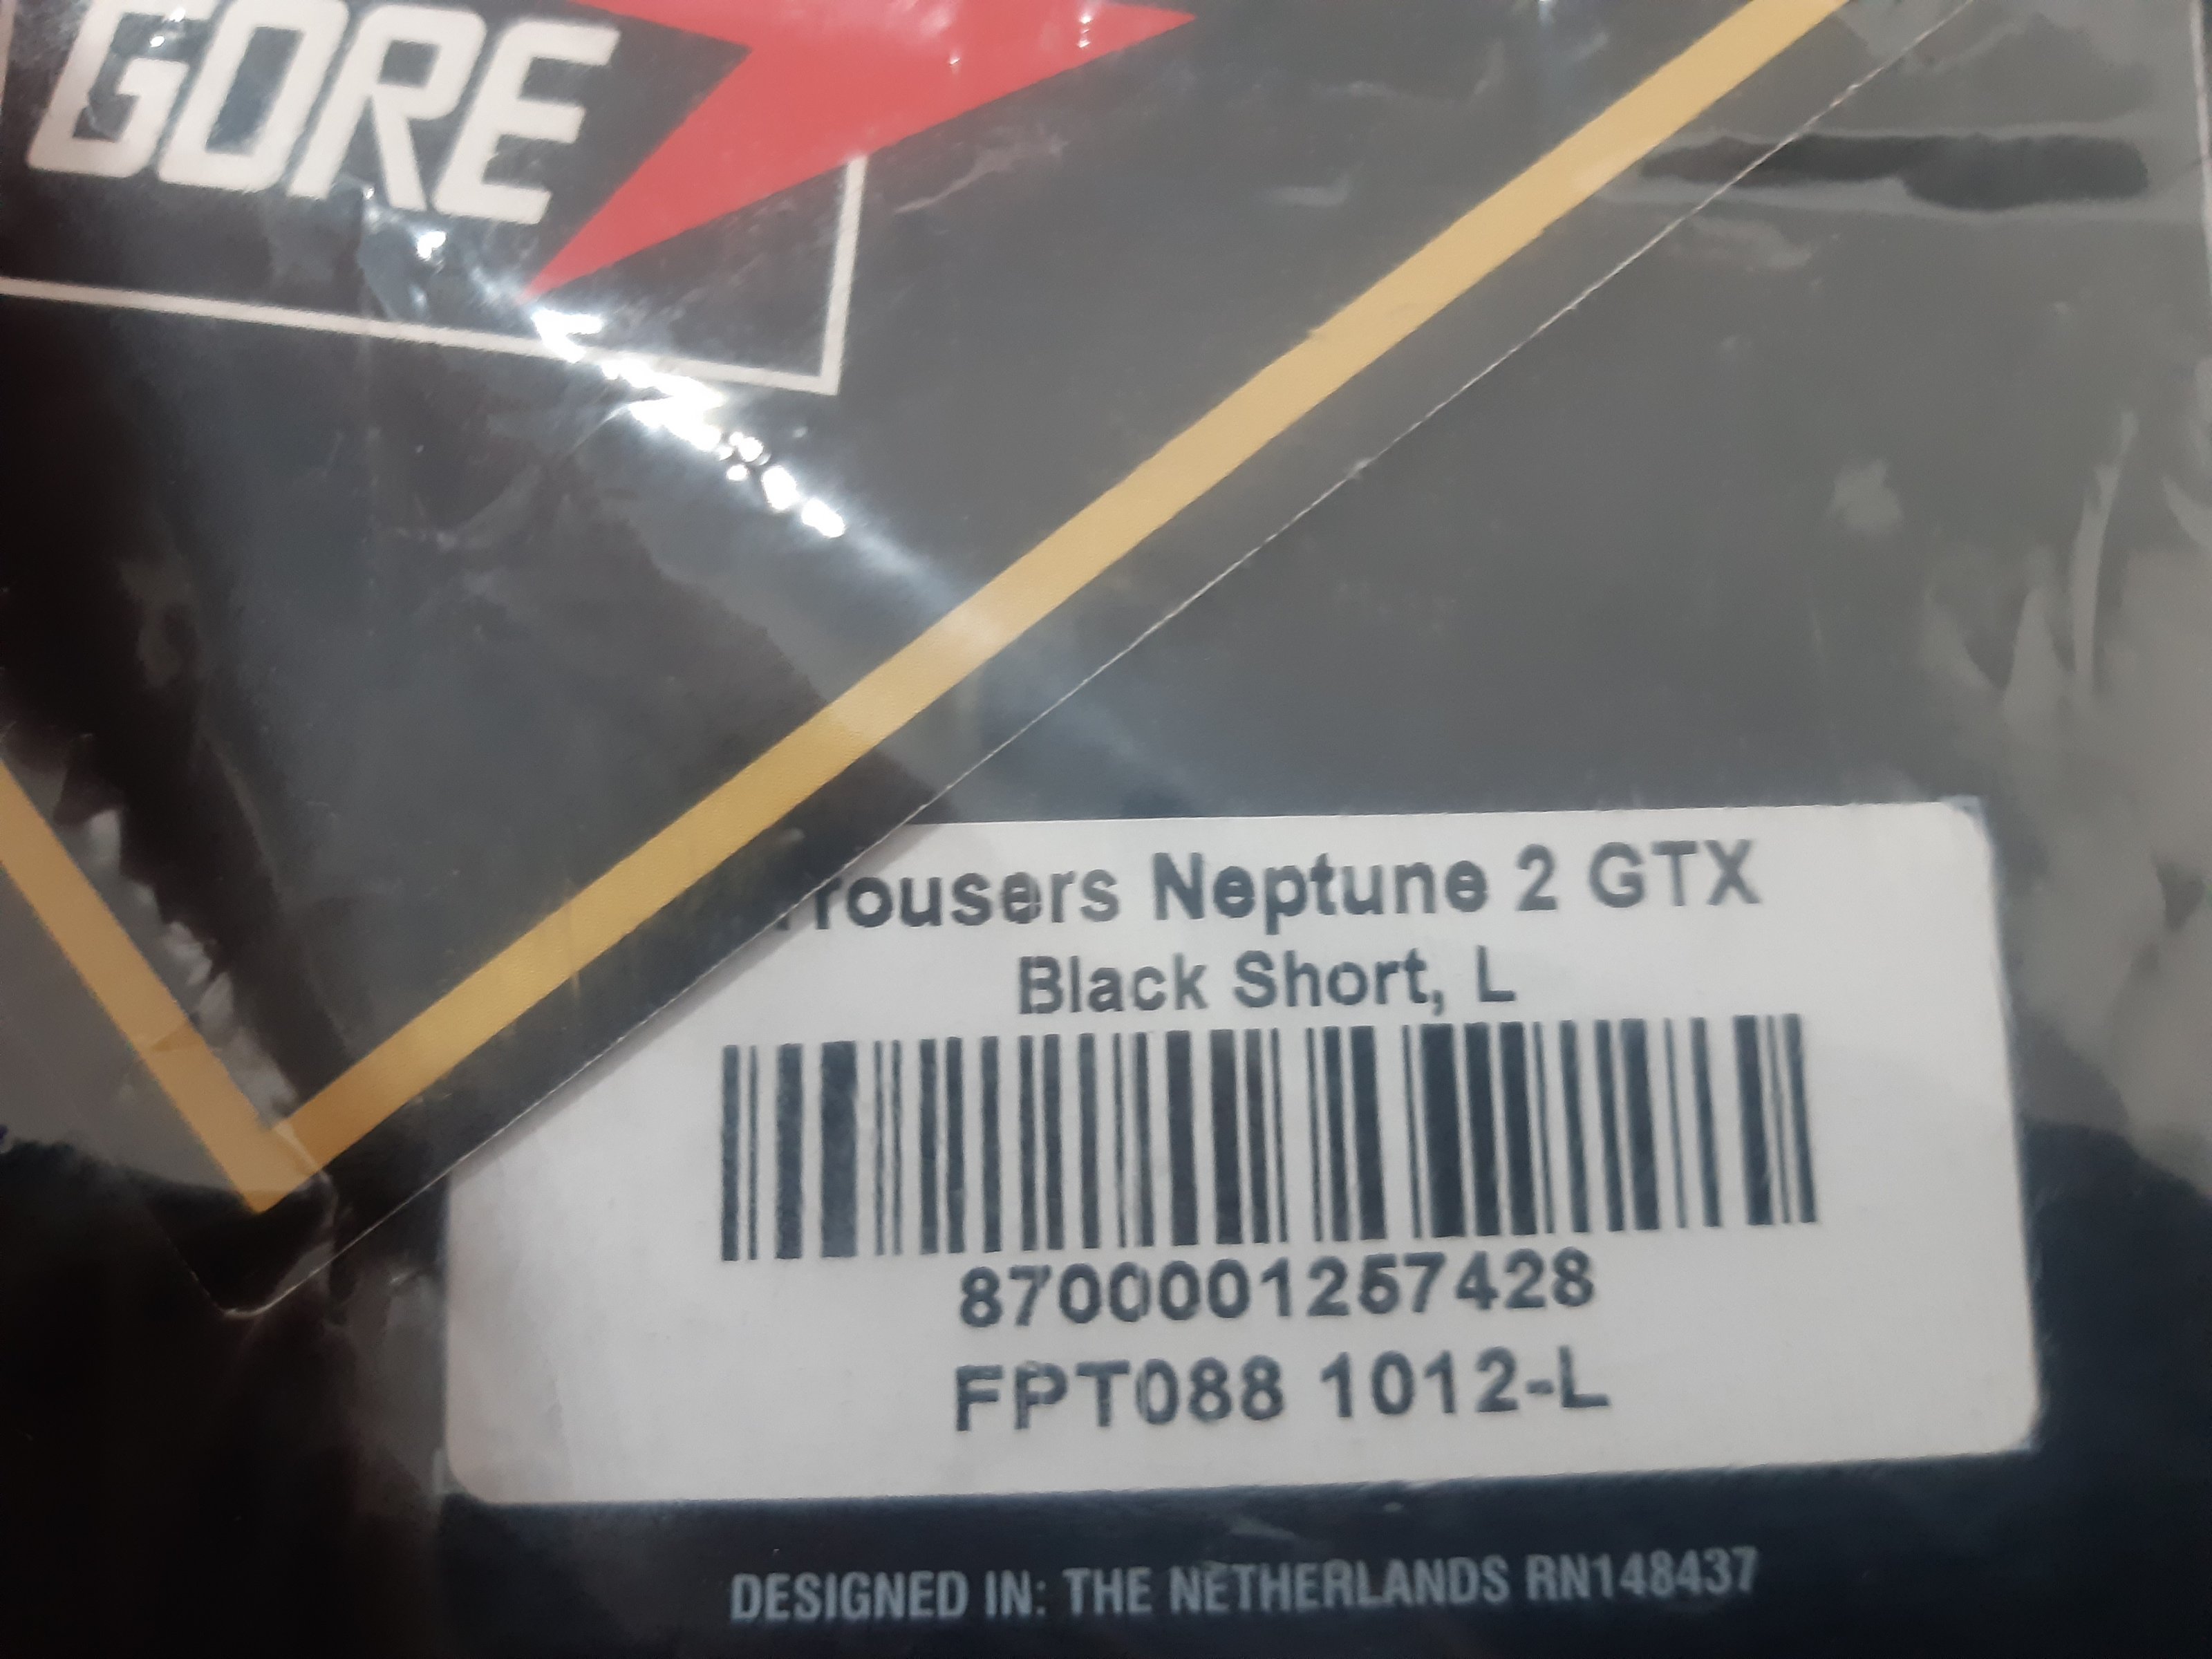 GORE
Trousers Neptune 2 GTX
Black Short, L
8700001257428
FPT088 1012-L
DESIGNED IN: THE NETHERLANDS RN148437